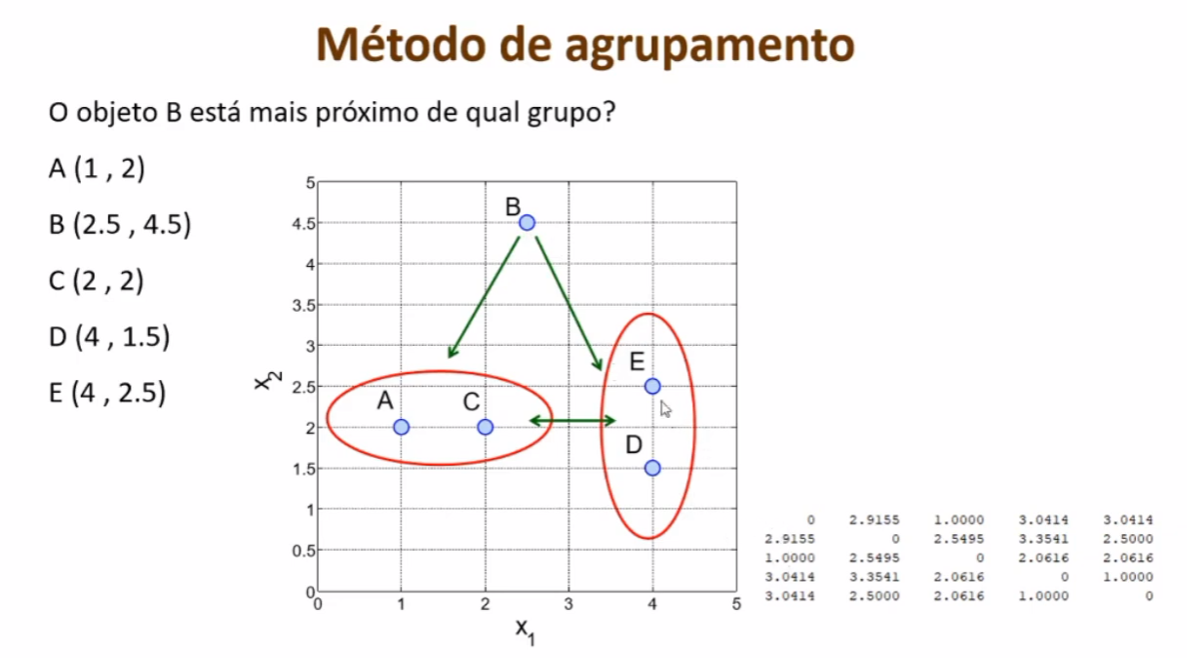 Método de agrupamento
O objeto B está mais próximo de qual grupo?
A (1 , 2)
B (2.5 , 4.5)
C (2 , 2)
D (4 , 1.5)
E (4 , 2.5)
5
4.5
4
3.5
3
2.5
2
1.5
1
0.5
0
x2
B
A
C
E
D
0 1 2 3 4 5
x1
0 2.9155 1.0000 3.0414 3.0414
2.9155 0 2.5495 3.3541 2.5000
1.0000 2.5495 0 2.0616 2.0616
3.0414 3.3541 2.0616 0 1.0000
3.0414 2.5000 2.0616 1.0000 0